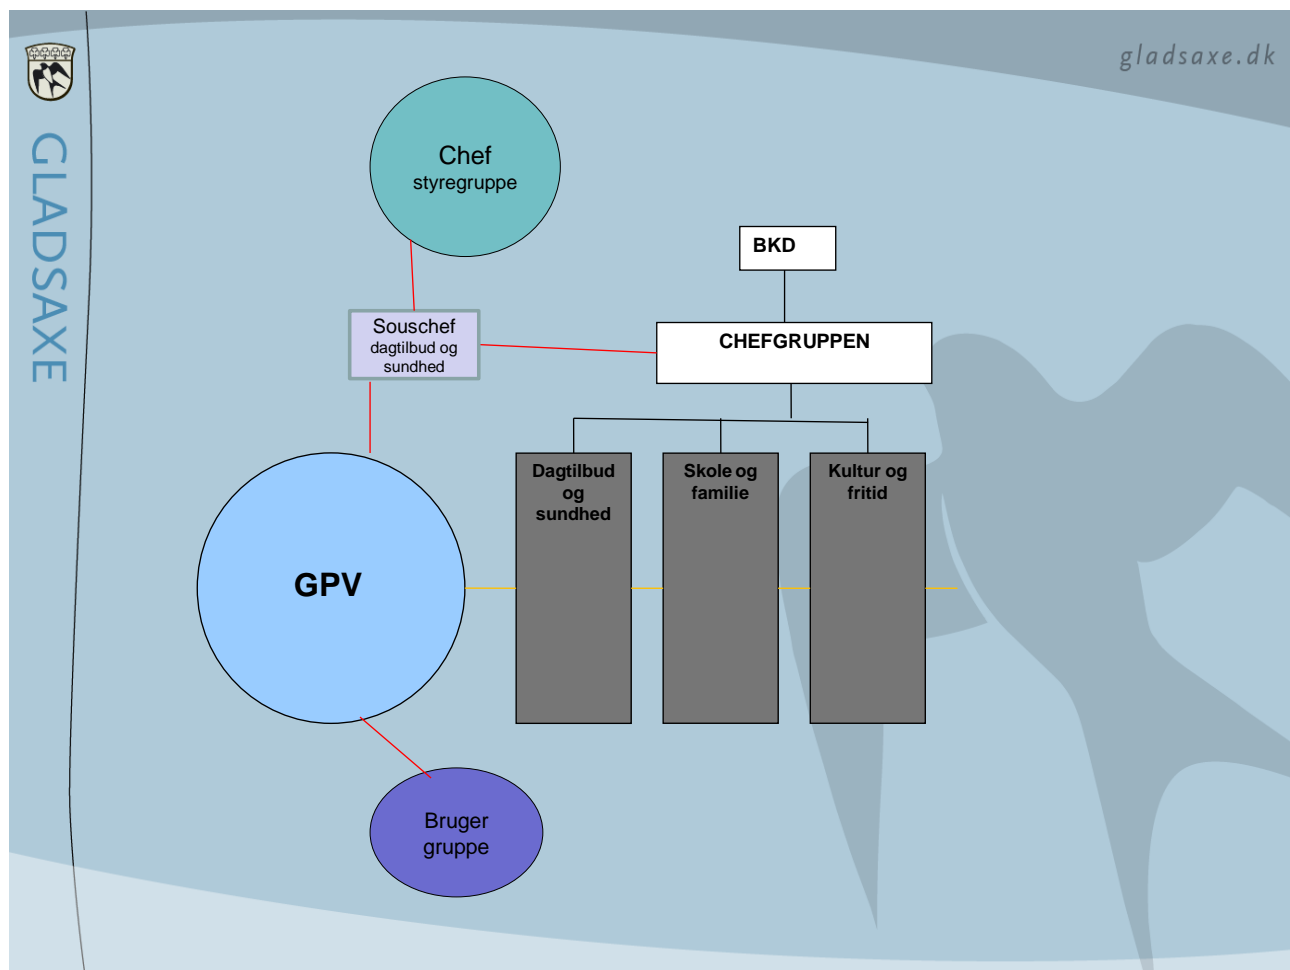 gladsaxe.dk
GLADSAXE
Chef
styregruppe
BKD
Souschef
dagtilbud og
sundhed
CHEFGRUPPEN
Dagtilbud
og
sundhed
Skole og
familie
Kultur og
fritid
GPV
Bruger
gruppe